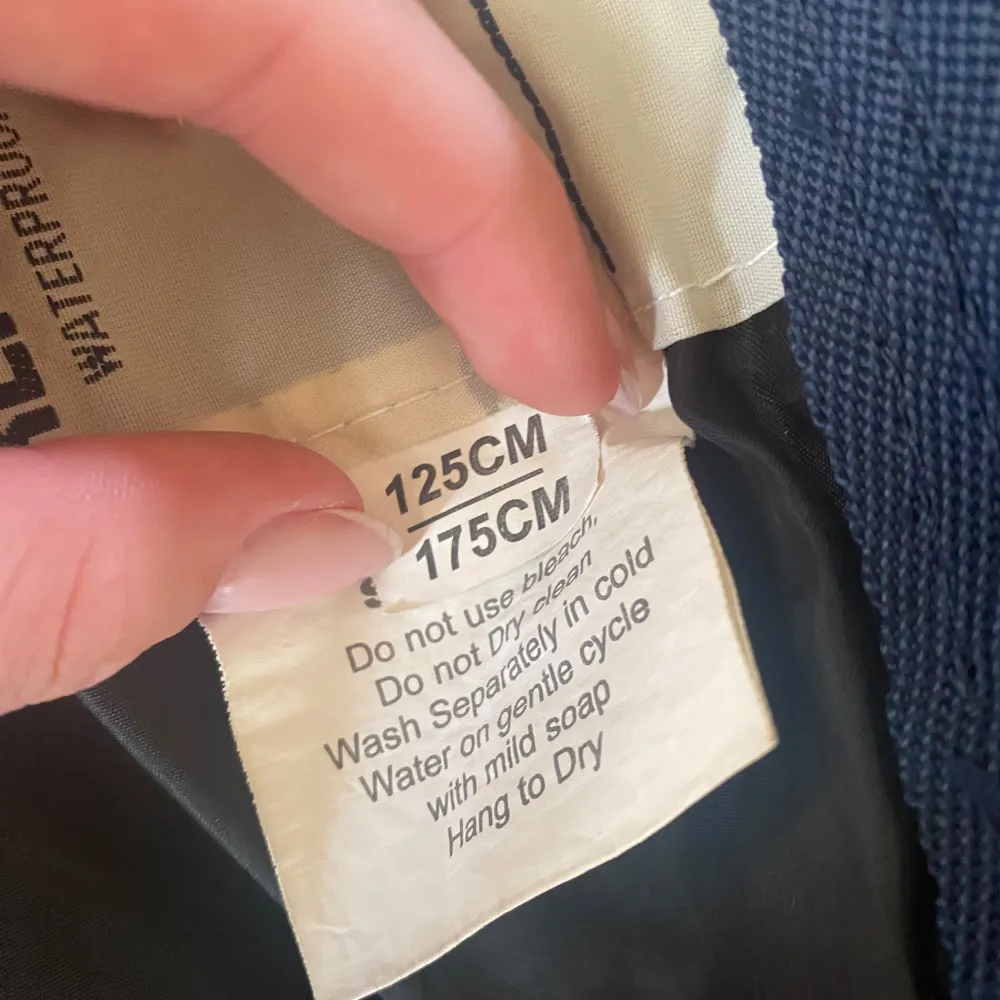 WATERPROOF
125CM
175CM
Do not use bleach,
Do not Dry clean
Wash Separately in cold
Water on gentle cycle
with mild soap
Hang to Dry